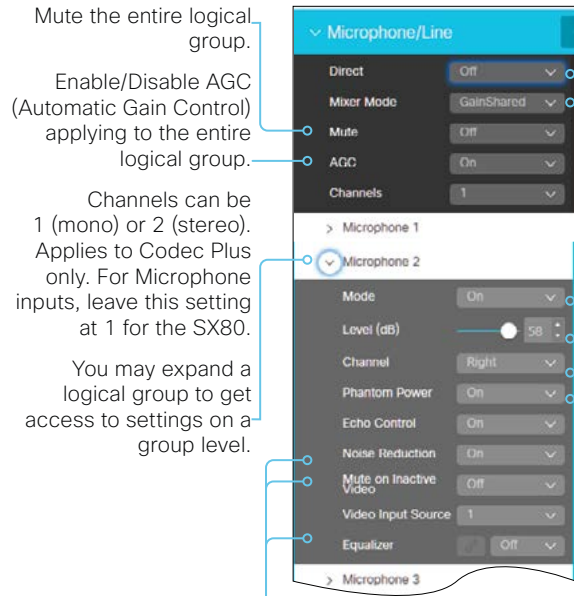 Mute the entire logical
group.
Enable/Disable AGC
(Automatic Gain Control)
applying to the entire
logical group.
Channels can be
1 (mono) or 2 (stereo).
Applies to Codec Plus
only. For Microphone
inputs, leave this setting
at 1 for the SX80.
You may expand a
logical group to get
access to settings on a
group level.
Microphone/Line
Direct Off
Mixer Mode GainShared
Mute Off
AGC On
Channels 1
Microphone 1
Microphone 2
Mode On
Level (dB) 58
Channel Right
Phantom Power On
Echo Control On
Noise Reduction On
Mute on Inactive
Video Off
Video Input Source 1
Equalizer Off
Microphone 3